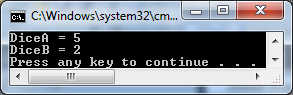 C:\Windows\system32\cm...
DiceA = 5
DiceB = 2
Press any key to continue . . .